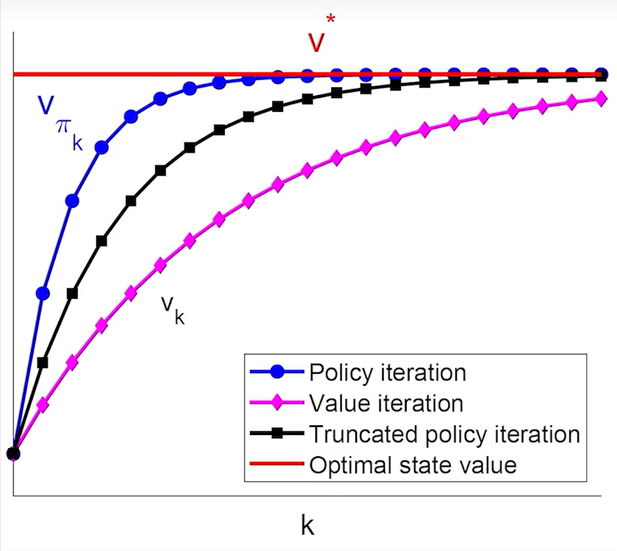 v*
vπk
vk
Policy iteration
Value iteration
Truncated policy iteration
Optimal state value
k